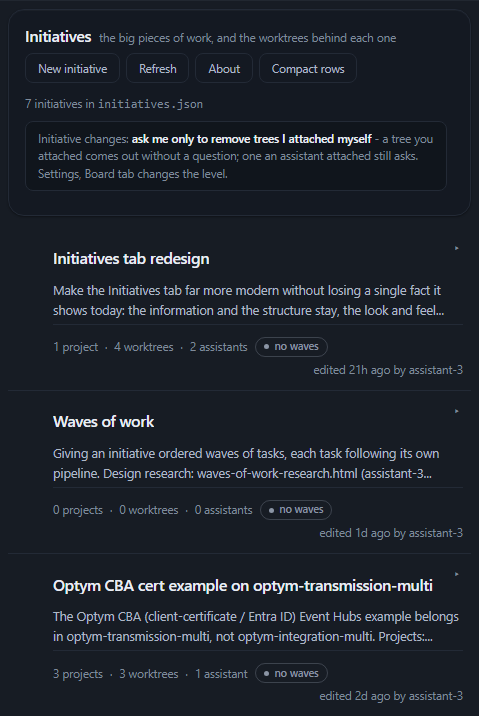 Initiatives the big pieces of work, and the worktrees behind each one
New initiative Refresh About Compact rows
7 initiatives in initiatives.json
Initiative changes: ask me only to remove trees I attached myself - a tree you
attached comes out without a question; one an assistant attached still asks.
Settings, Board tab changes the level.
Initiatives tab redesign
Make the Initiatives tab far more modern without losing a single fact it
shows today: the information and the structure stay, the look and feel...
1 project · 4 worktrees · 2 assistants no waves
edited 21h ago by assistant-3
Waves of work
Giving an initiative ordered waves of tasks, each task following its own
pipeline. Design research: waves-of-work-research.html (assistant-3...
0 projects · 0 worktrees · 0 assistants no waves
edited 1d ago by assistant-3
Optym CBA cert example on optym-transmission-multi
The Optym CBA (client-certificate / Entra ID) Event Hubs example belongs
in optym-transmission-multi, not optym-integration-multi. Projects:...
3 projects · 3 worktrees · 1 assistant no waves
edited 2d ago by assistant-3